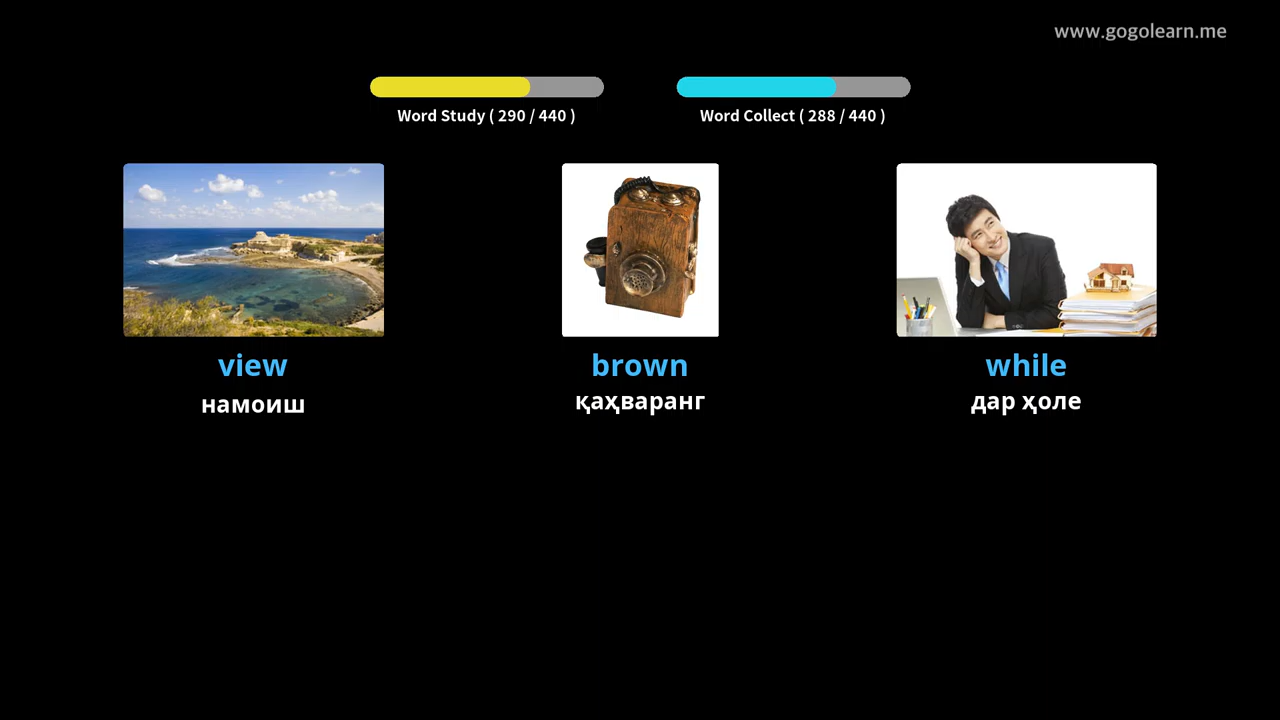 www.gogolearn.me
Word Study ( 290 / 440 )
Word Collect ( 288 / 440 )
view
намоиш
brown
қаҳваранг
while
дар ҳоле